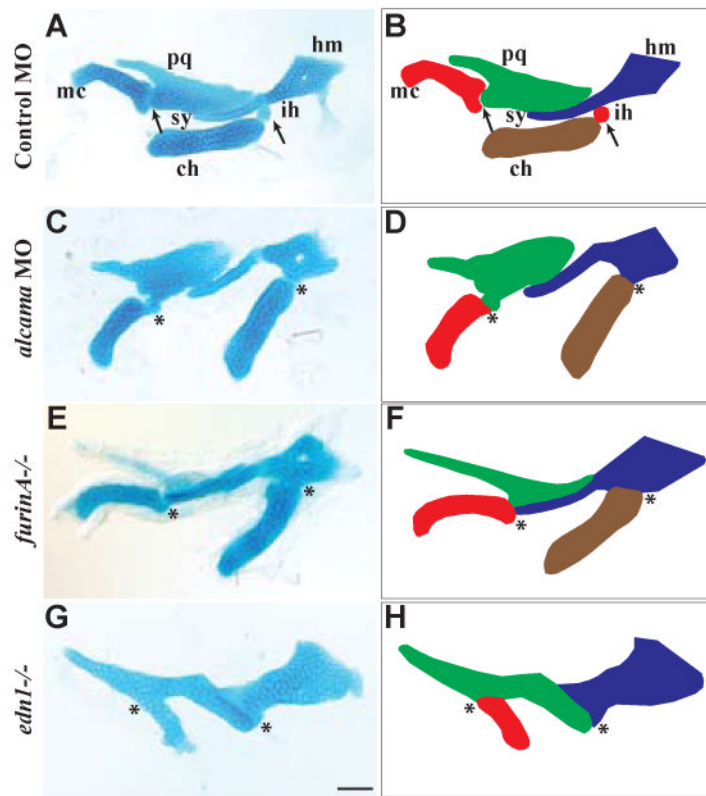 Control MO
A
pq
hm
mc
sy
ih
ch
B
pq
hm
mc
sy
ih
ch
alcama MO
C
*
*
D
*
*
furinA-/-
E
*
*
F
*
*
edn1-/-
G
*
*
H
*
*